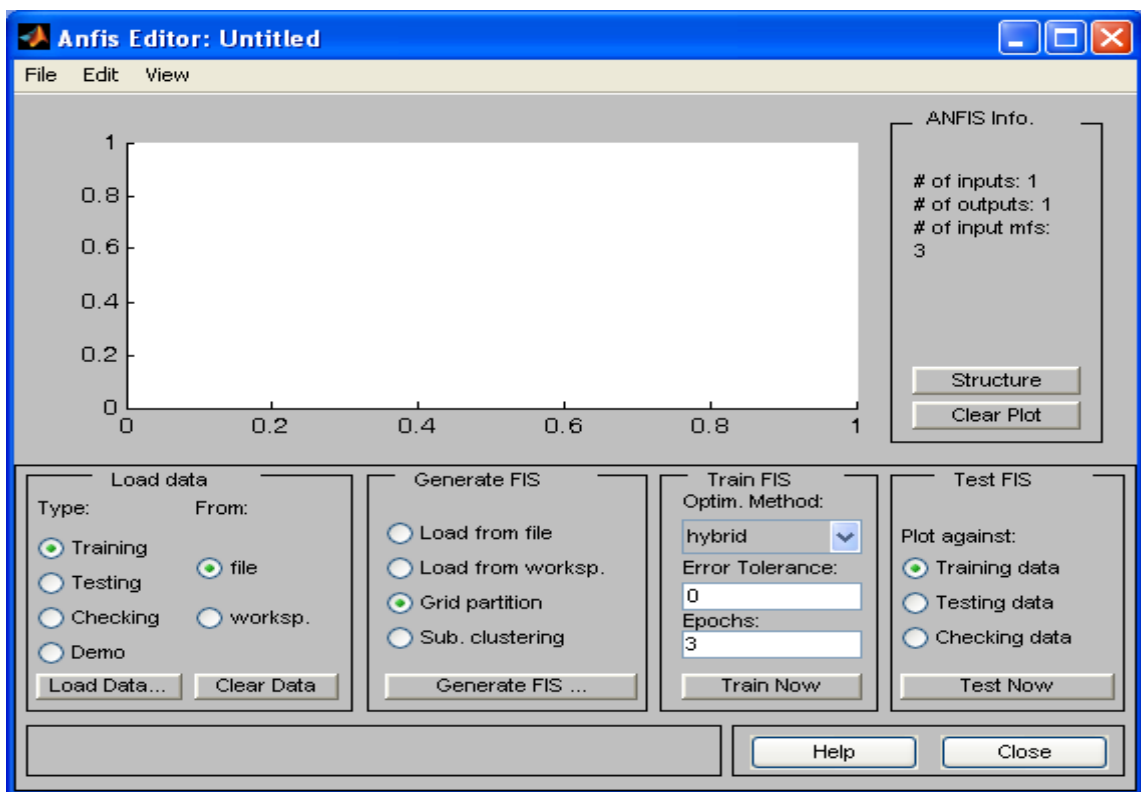 Anfis Editor: Untitled
File Edit View
1
0.8
0.6
0.4
0.2
0
0 0.2 0.4 0.6 0.8 1
ANFIS Info.
# of inputs: 1
# of outputs: 1
# of input mfs:
3
Structure
Clear Plot
Load data
Type: From:
Training
file
Testing
Checking
worksp.
Demo
Load Data... Clear Data
Generate FIS
Load from file
Load from worksp.
Grid partition
Sub. clustering
Generate FIS ...
Train FIS
Optim. Method:
hybrid
Error Tolerance:
0
Epochs:
3
Train Now
Test FIS
Plot against:
Training data
Testing data
Checking data
Test Now
Help Close